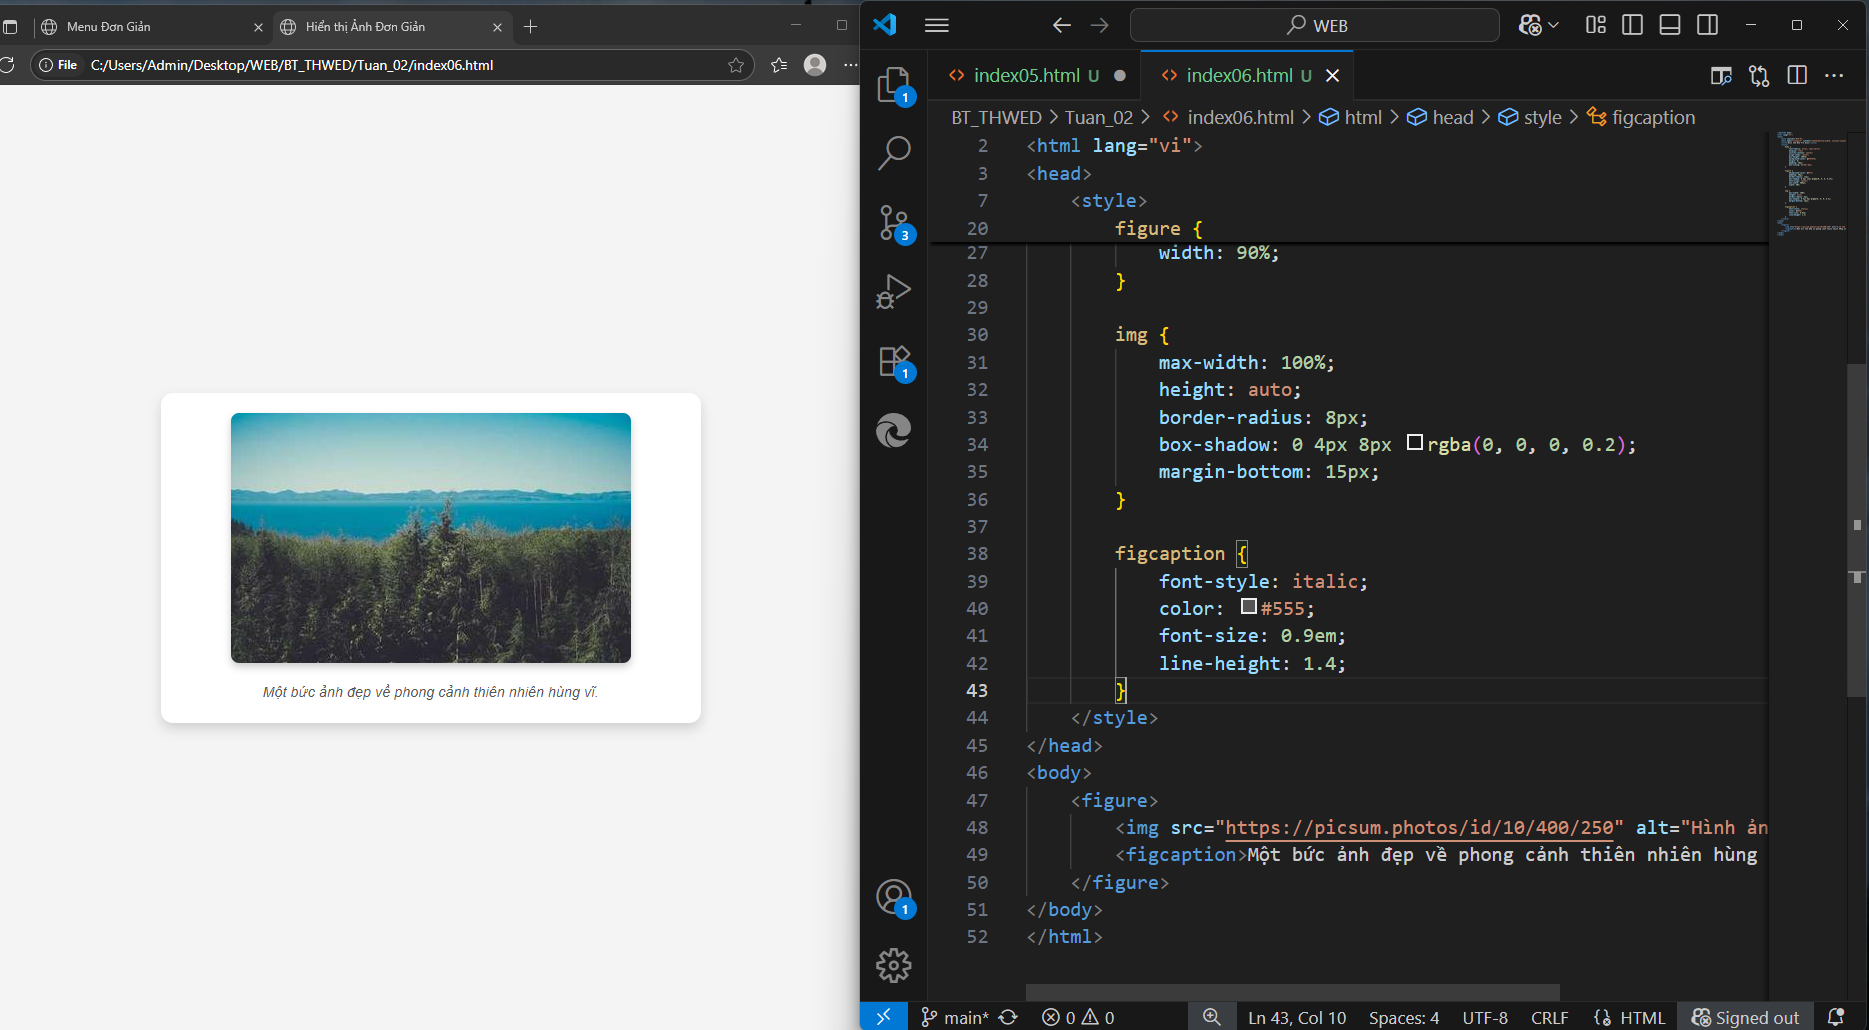 Menu Đơn Giản
Hiển thị Ảnh Đơn Giản
File
C:/Users/Admin/Desktop/WEB/BT_THWED/Tuan_02/index06.html
Một bức ảnh đẹp về phong cảnh thiên nhiên hùng vĩ.
WEB
index05.html U
index06.html U
BT_THWED > Tuan_02 > index06.html > html > head > style > figcaption
1
3
1
1
2 <html lang="vi">
3 <head>
7 <style>
20 figure {
27 width: 90%;
28 }
29
30 img {
31 max-width: 100%;
32 height: auto;
33 border-radius: 8px;
34 box-shadow: 0 4px 8px rgba(0, 0, 0, 0.2);
35 margin-bottom: 15px;
36 }
37
38 figcaption {
39 font-style: italic;
40 color: #555;
41 font-size: 0.9em;
42 line-height: 1.4;
43 }
44 </style>
45 </head>
46 <body>
47 <figure>
48 <img src="https://picsum.photos/id/10/400/250" alt="Hình ản
49 <figcaption>Một bức ảnh đẹp về phong cảnh thiên nhiên hùng
50 </figure>
51 </body>
52 </html>
main* 0 0 Ln 43, Col 10 Spaces: 4 UTF-8 CRLF HTML Signed out